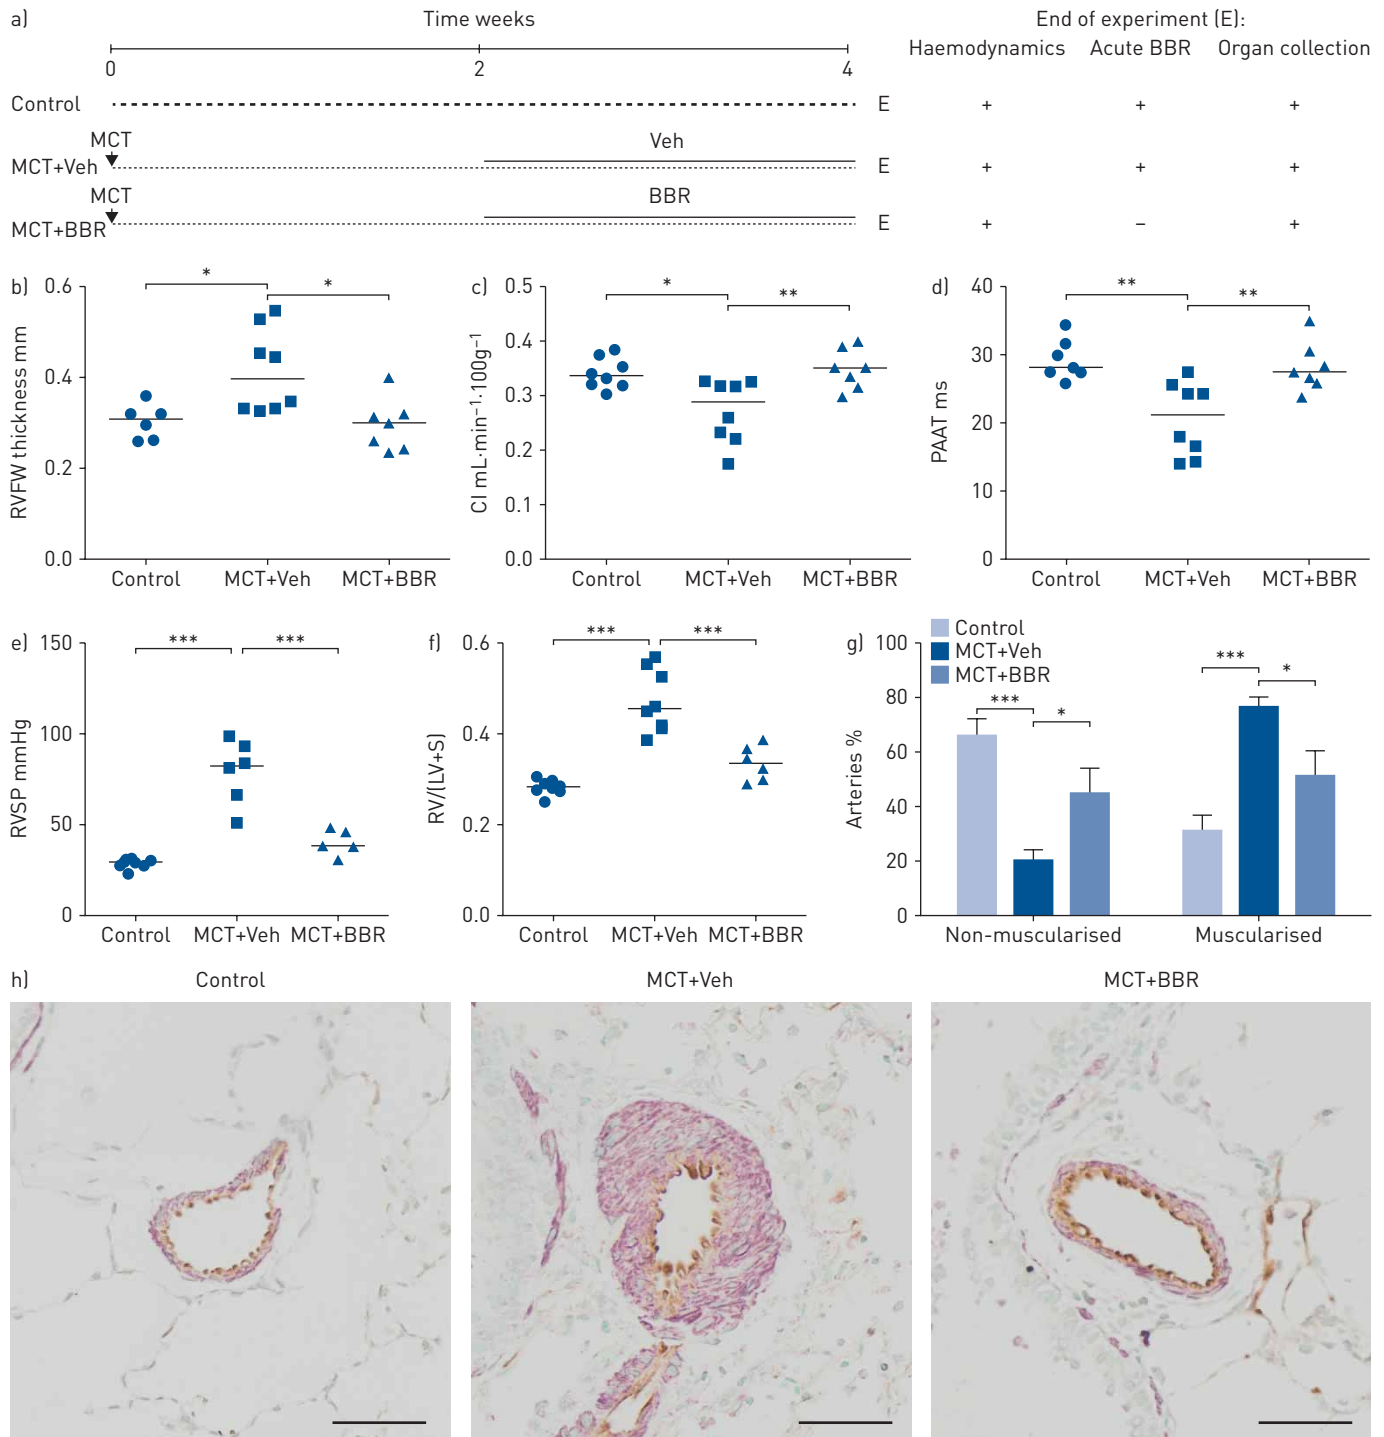 a)
Time weeks
End of experiment (E):
0 2 4
Haemodynamics Acute BBR Organ collection
Control E + + +
MCT Veh
MCT+Veh E + + +
MCT BBR
MCT+BBR E + − +
b)
RVFW thickness mm
0.6
0.4
0.2
0.0
* *
Control MCT+Veh MCT+BBR
c)
CI mL·min⁻¹·100g⁻¹
0.5
0.4
0.3
0.2
0.1
0.0
* **
Control MCT+Veh MCT+BBR
d)
PAAT ms
40
30
20
10
0
** **
Control MCT+Veh MCT+BBR
e)
RVSP mmHg
150
100
50
0
*** ***
Control MCT+Veh MCT+BBR
f)
RV/(LV+S)
0.6
0.4
0.2
0.0
*** ***
Control MCT+Veh MCT+BBR
g)
Control
MCT+Veh
MCT+BBR
Arteries %
100
80
60
40
20
0
*** * *** *
Non-muscularised Muscularised
h)
Control MCT+Veh MCT+BBR